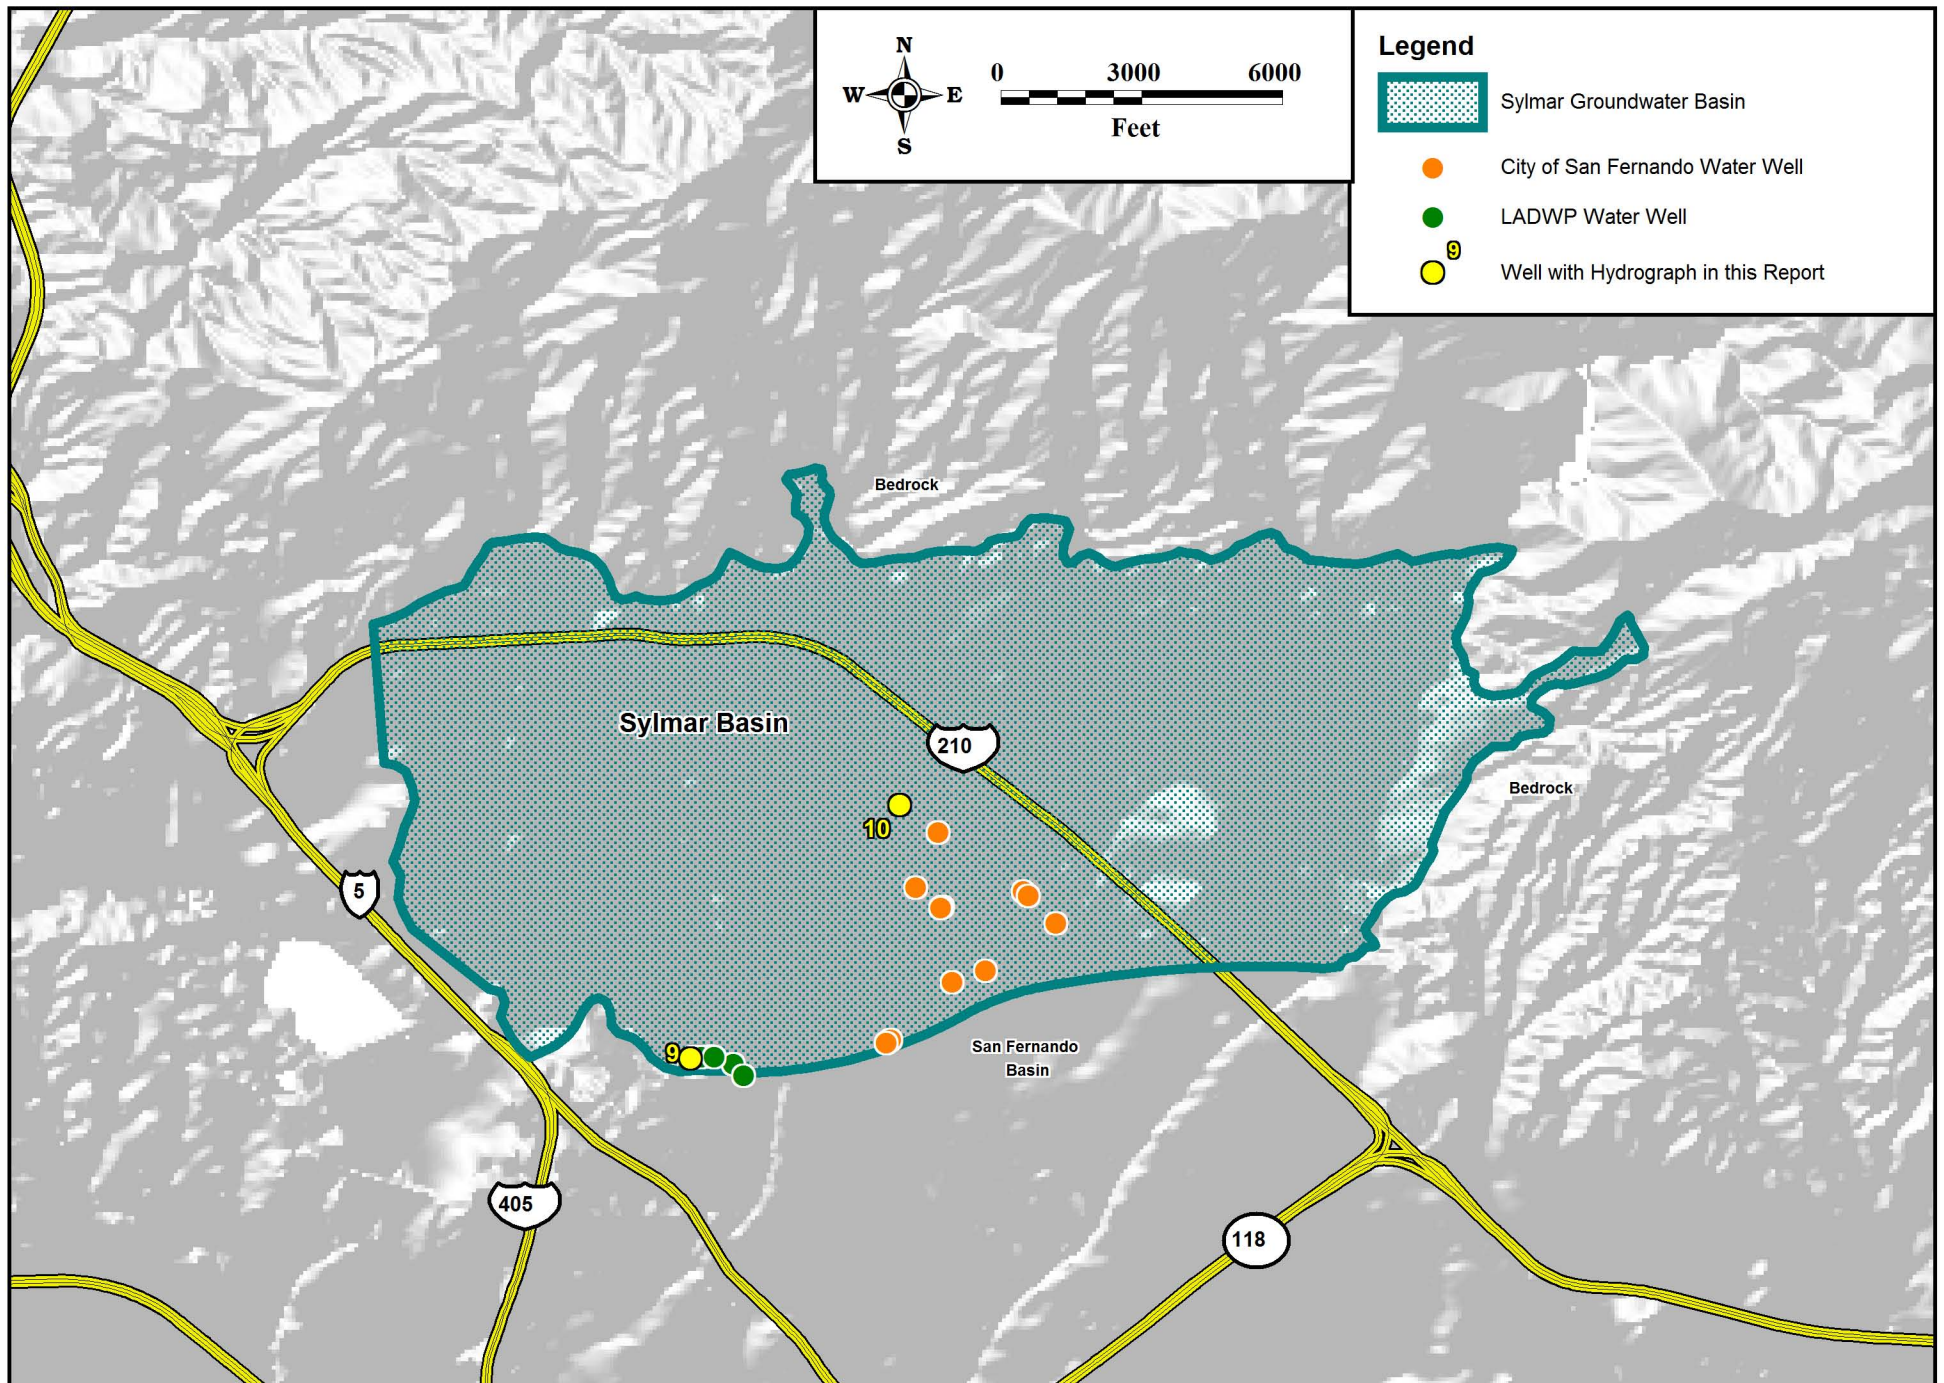 N
W E
S
0 3000 6000
Feet
Legend
Sylmar Groundwater Basin
City of San Fernando Water Well
LADWP Water Well
9
Well with Hydrograph in this Report
Bedrock
Sylmar Basin
210
Bedrock
10
5
9
San Fernando
Basin
405
118